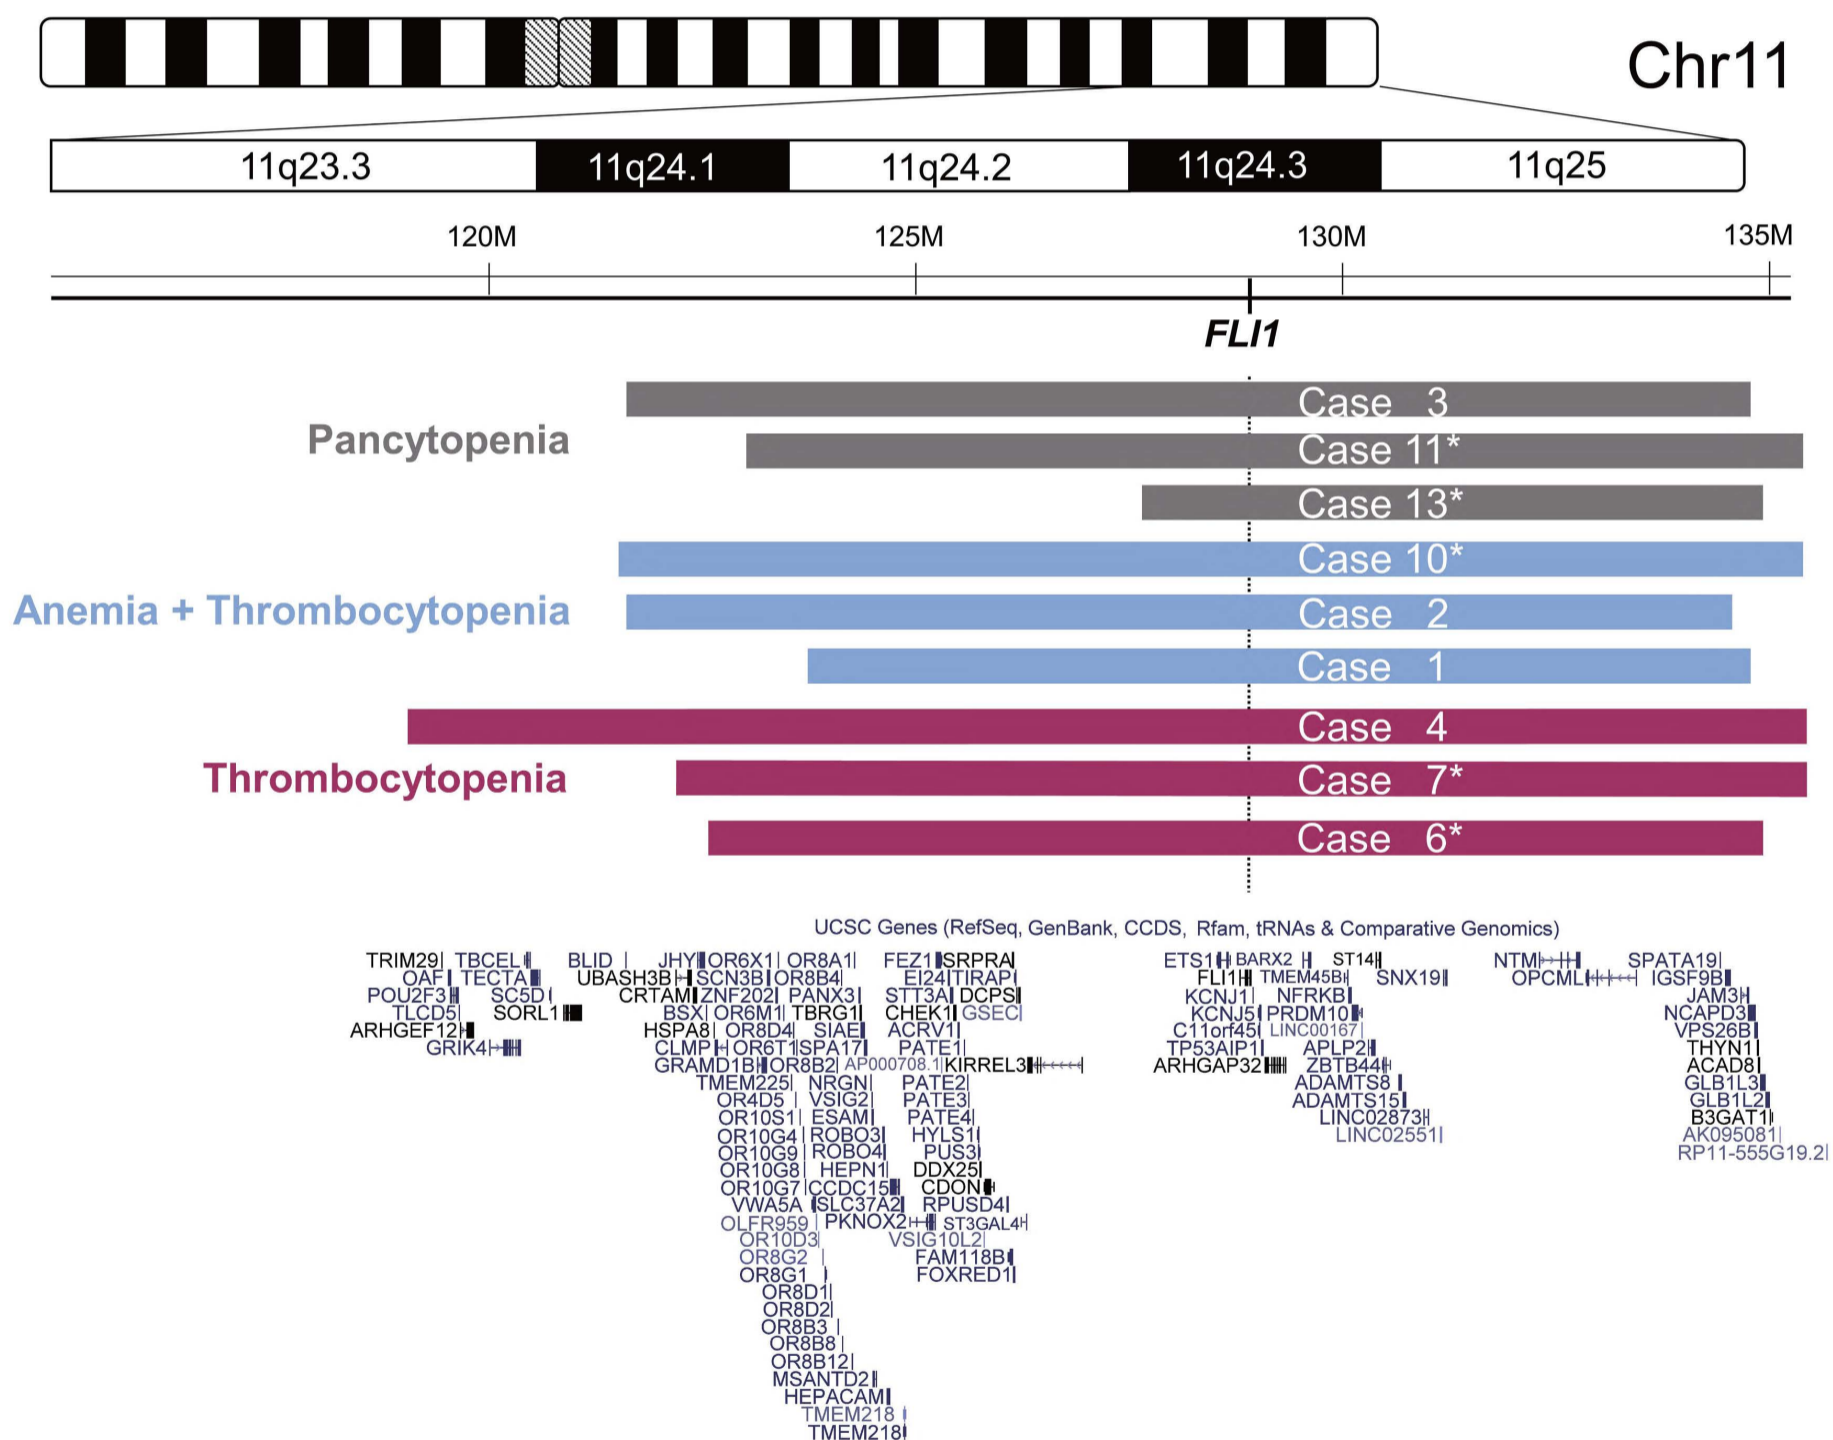 Chr11
11q23.3 11q24.1 11q24.2 11q24.3 11q25
120M 125M 130M 135M
FLI1
Case 3
Pancytopenia
Case 11*
Case 13*
Case 10*
Anemia + Thrombocytopenia
Case 2
Case 1
Case 4
Thrombocytopenia
Case 7*
Case 6*
UCSC Genes (RefSeq, GenBank, CCDS, Rfam, tRNAs & Comparative Genomics)
TRIM29 TBCEL BLID JHY OR6X1 OR8A1 FEZ1 SRPRA ETS1 BARX2 ST14 NTM SPATA19
OAF TECTA UBASH3B SCN3B OR8B4 EI24 TIRAP FLI1 TMEM45B SNX19 OPCML IGSF9B
POU2F3 SC5D CRTAM ZNF202 PANX3 STT3A DCPS KCNJ1 NFRKB JAM3
TLCD5 SORL1 BSX OR6M1 TBRG1 CHEK1 GSEC KCNJ5 PRDM10 NCAPD3
ARHGEF12 HSPA8 OR8D4 SIAE ACRV1 C11orf45 LINC00167 VPS26B
GRIK4 CLMP OR6T1 SPA17 PATE1 TP53AIP1 APLP2 THYN1
GRAMD1B OR8B2 AP000708.1 KIRREL3 ARHGAP32 ZBTB44 ACAD8
TMEM225 NRGN PATE2 ADAMTS8 GLB1L3
OR4D5 VSIG2 PATE3 ADAMTS15 GLB1L2
OR10S1 ESAM PATE4 LINC02873 B3GAT1
OR10G4 ROBO3 HYLS1 LINC02551 AK095081
OR10G9 ROBO4 PUS3 RP11-555G19.2
OR10G8 HEPN1 DDX25
OR10G7 CCDC15 CDON
VWA5A SLC37A2 RPUSD4
OLFR959 PKNOX2 ST3GAL4
OR10D3 VSIG10L2
OR8G2 FAM118B
OR8G1 FOXRED1
OR8D1
OR8D2
OR8B3
OR8B8
OR8B12
MSANTD2
HEPACAM
TMEM218
TMEM218